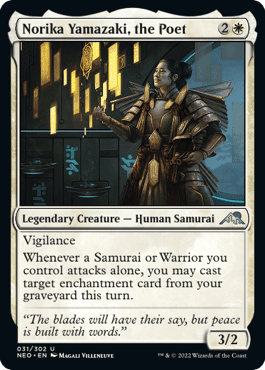 Norika Yamazaki, the Poet 2
Legendary Creature — Human Samurai
Vigilance
Whenever a Samurai or Warrior you
control attacks alone, you may cast
target enchantment card from your
graveyard this turn.
“The blades will have their say, but peace
is built with words.”
3/2
031/302 U
NEO • EN MAGALI VILLENEUVE
™ & © 2022 Wizards of the Coast